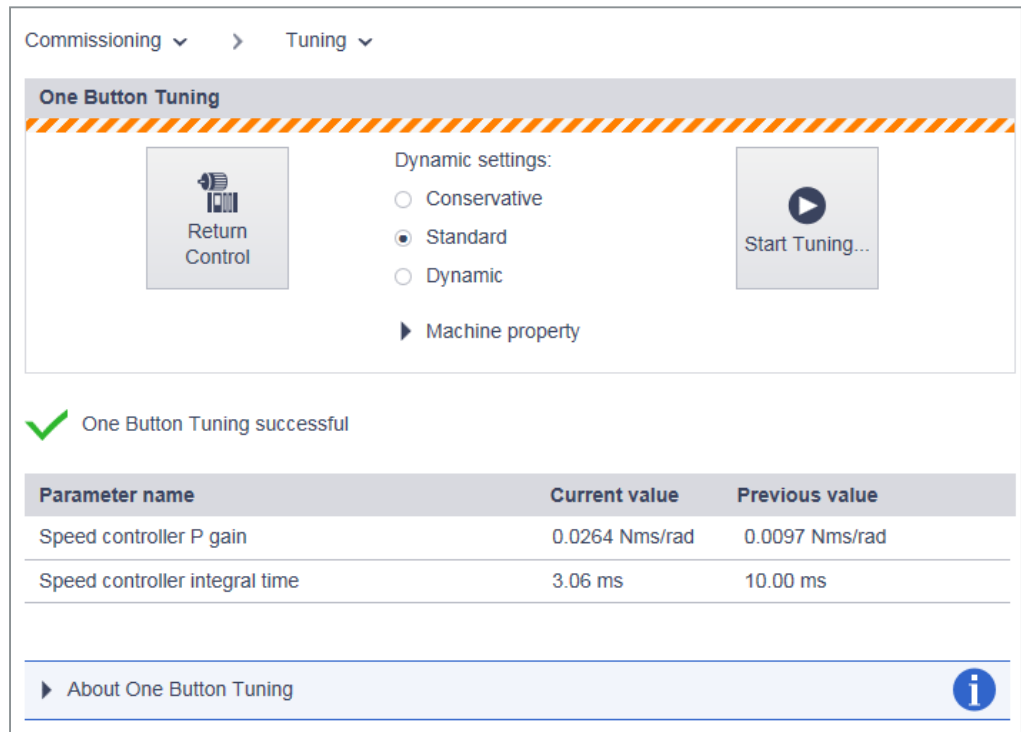 Commissioning > Tuning
One Button Tuning
Return
Control
Dynamic settings:
Conservative
Standard
Dynamic
Machine property
Start Tuning...
One Button Tuning successful
Parameter name Current value Previous value
Speed controller P gain 0.0264 Nms/rad 0.0097 Nms/rad
Speed controller integral time 3.06 ms 10.00 ms
About One Button Tuning
i